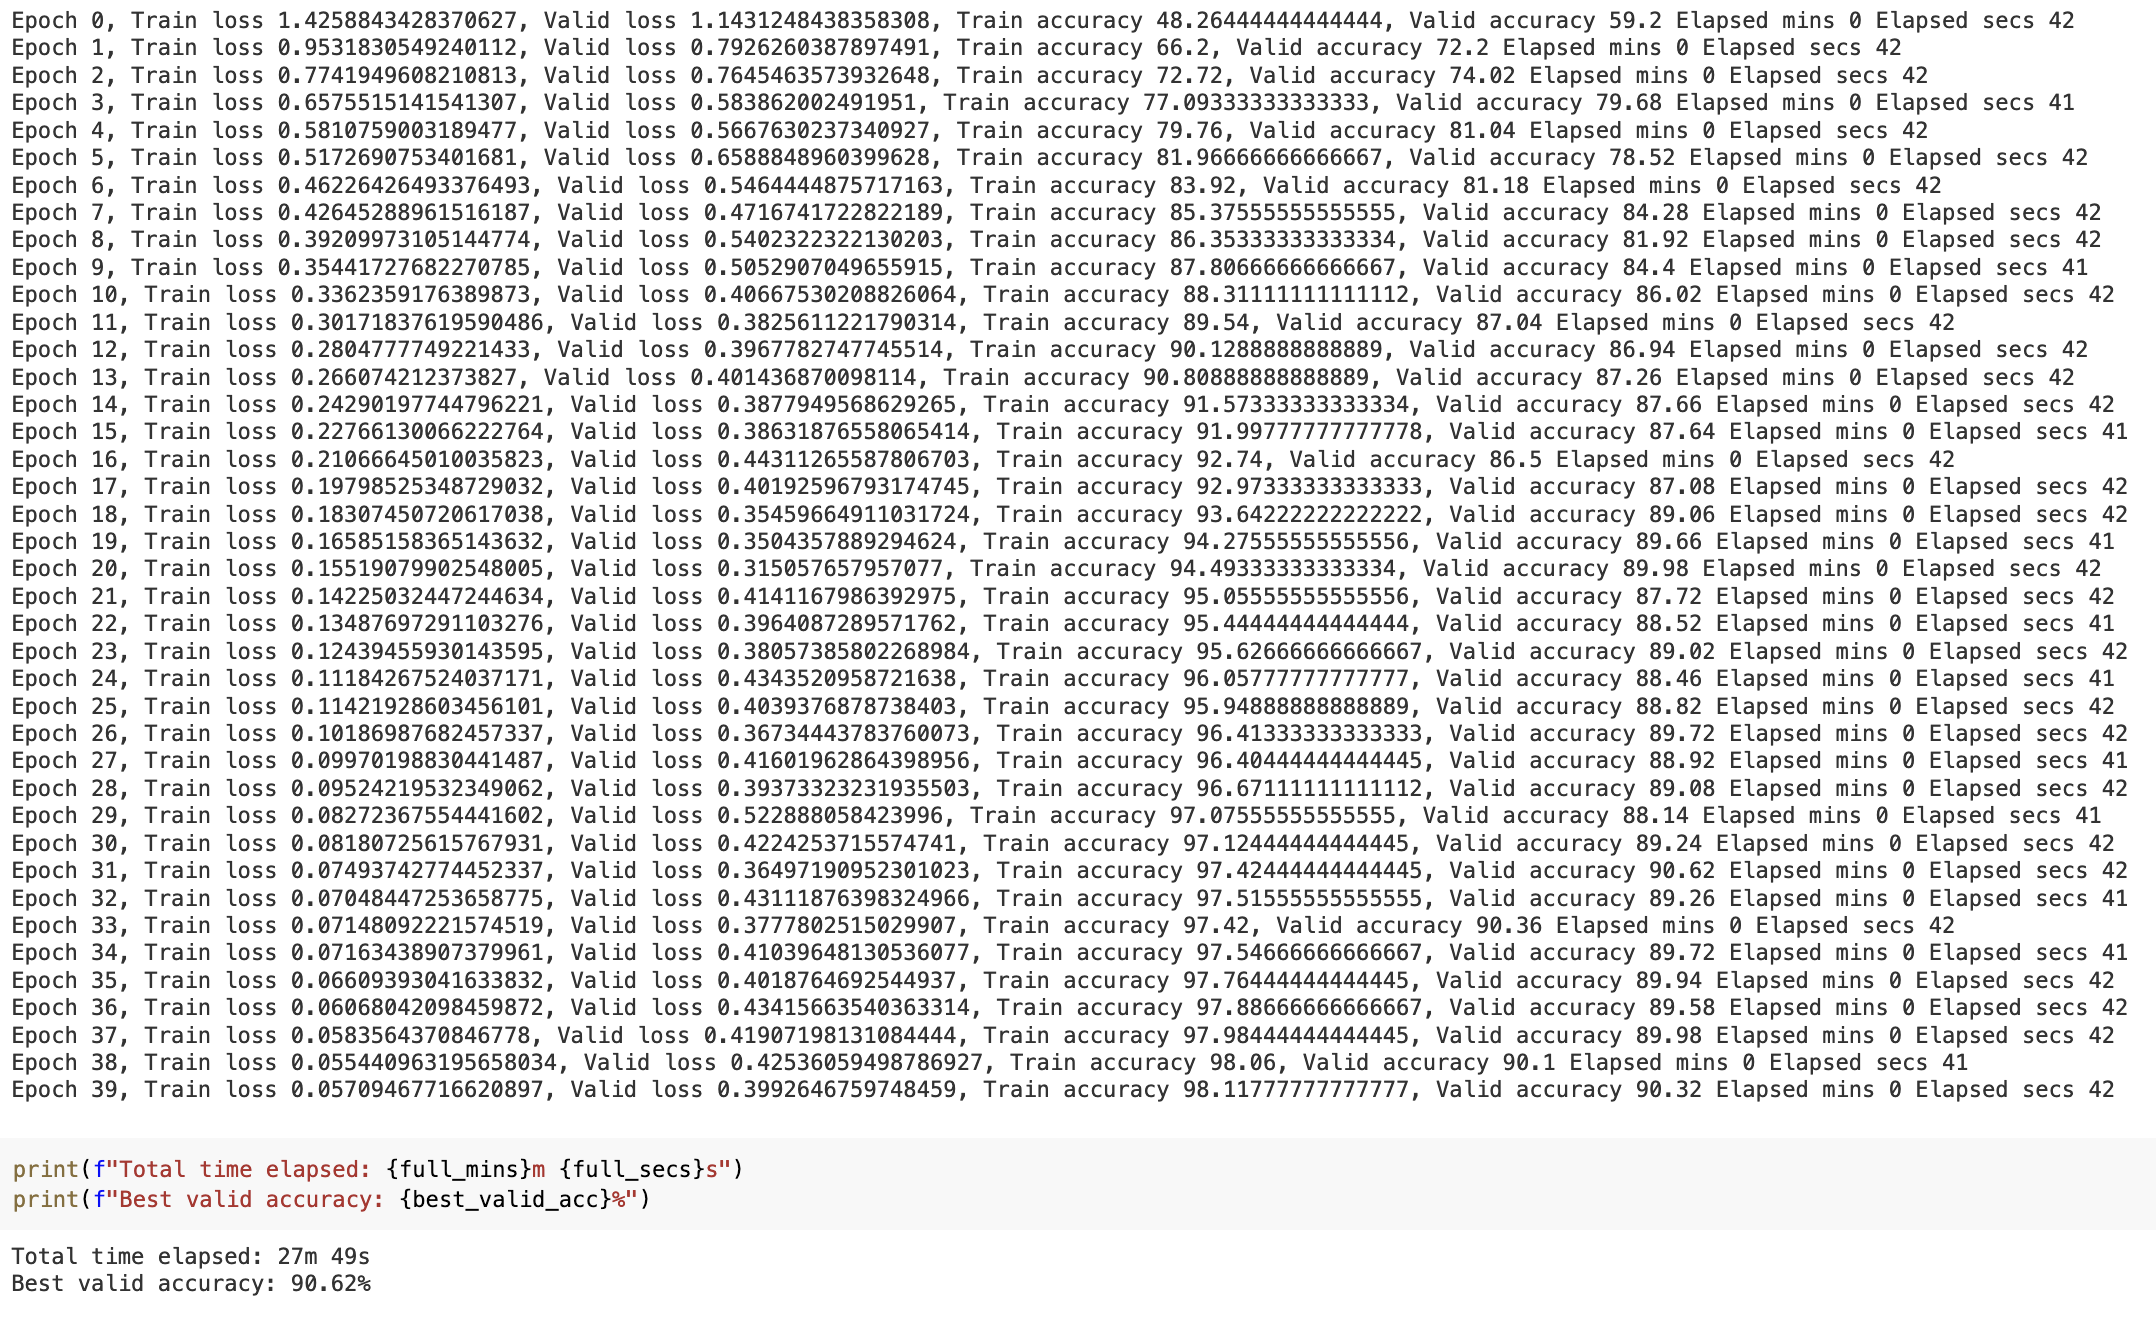 Epoch 0, Train loss 1.4258843428370627, Valid loss 1.1431248438358308, Train accuracy 48.26444444444444, Valid accuracy 59.2 Elapsed mins 0 Elapsed secs 42
Epoch 1, Train loss 0.9531830549240112, Valid loss 0.7926260387897491, Train accuracy 66.2, Valid accuracy 72.2 Elapsed mins 0 Elapsed secs 42
Epoch 2, Train loss 0.7741949608210813, Valid loss 0.7645463573932648, Train accuracy 72.72, Valid accuracy 74.02 Elapsed mins 0 Elapsed secs 42
Epoch 3, Train loss 0.6575515141541307, Valid loss 0.583862002491951, Train accuracy 77.09333333333333, Valid accuracy 79.68 Elapsed mins 0 Elapsed secs 41
Epoch 4, Train loss 0.5810759003189477, Valid loss 0.5667630237340927, Train accuracy 79.76, Valid accuracy 81.04 Elapsed mins 0 Elapsed secs 42
Epoch 5, Train loss 0.5172690753401681, Valid loss 0.6588848960399628, Train accuracy 81.96666666666667, Valid accuracy 78.52 Elapsed mins 0 Elapsed secs 42
Epoch 6, Train loss 0.46226426493376493, Valid loss 0.5464444875717163, Train accuracy 83.92, Valid accuracy 81.18 Elapsed mins 0 Elapsed secs 42
Epoch 7, Train loss 0.42645288961516187, Valid loss 0.4716741722822189, Train accuracy 85.37555555555555, Valid accuracy 84.28 Elapsed mins 0 Elapsed secs 42
Epoch 8, Train loss 0.39209973105144774, Valid loss 0.5402322322130203, Train accuracy 86.35333333333334, Valid accuracy 81.92 Elapsed mins 0 Elapsed secs 42
Epoch 9, Train loss 0.35441727682270785, Valid loss 0.5052907049655915, Train accuracy 87.80666666666667, Valid accuracy 84.4 Elapsed mins 0 Elapsed secs 41
Epoch 10, Train loss 0.3362359176389873, Valid loss 0.40667530208826064, Train accuracy 88.31111111111112, Valid accuracy 86.02 Elapsed mins 0 Elapsed secs 42
Epoch 11, Train loss 0.30171837619590486, Valid loss 0.3825611221790314, Train accuracy 89.54, Valid accuracy 87.04 Elapsed mins 0 Elapsed secs 42
Epoch 12, Train loss 0.2804777749221433, Valid loss 0.3967782747745514, Train accuracy 90.1288888888889, Valid accuracy 86.94 Elapsed mins 0 Elapsed secs 42
Epoch 13, Train loss 0.266074212373827, Valid loss 0.401436870098114, Train accuracy 90.80888888888889, Valid accuracy 87.26 Elapsed mins 0 Elapsed secs 42
Epoch 14, Train loss 0.24290197744796221, Valid loss 0.3877949568629265, Train accuracy 91.57333333333334, Valid accuracy 87.66 Elapsed mins 0 Elapsed secs 42
Epoch 15, Train loss 0.22766130066222764, Valid loss 0.38631876558065414, Train accuracy 91.99777777777778, Valid accuracy 87.64 Elapsed mins 0 Elapsed secs 41
Epoch 16, Train loss 0.21066645010035823, Valid loss 0.44311265587806703, Train accuracy 92.74, Valid accuracy 86.5 Elapsed mins 0 Elapsed secs 42
Epoch 17, Train loss 0.19798525348729032, Valid loss 0.40192596793174745, Train accuracy 92.97333333333333, Valid accuracy 87.08 Elapsed mins 0 Elapsed secs 42
Epoch 18, Train loss 0.18307450720617038, Valid loss 0.35459664911031724, Train accuracy 93.64222222222222, Valid accuracy 89.06 Elapsed mins 0 Elapsed secs 42
Epoch 19, Train loss 0.16585158365143632, Valid loss 0.3504357889294624, Train accuracy 94.27555555555556, Valid accuracy 89.66 Elapsed mins 0 Elapsed secs 41
Epoch 20, Train loss 0.15519079902548005, Valid loss 0.315057657957077, Train accuracy 94.49333333333334, Valid accuracy 89.98 Elapsed mins 0 Elapsed secs 42
Epoch 21, Train loss 0.14225032447244634, Valid loss 0.4141167986392975, Train accuracy 95.05555555555556, Valid accuracy 87.72 Elapsed mins 0 Elapsed secs 42
Epoch 22, Train loss 0.13487697291103276, Valid loss 0.3964087289571762, Train accuracy 95.44444444444444, Valid accuracy 88.52 Elapsed mins 0 Elapsed secs 41
Epoch 23, Train loss 0.12439455930143595, Valid loss 0.38057385802268984, Train accuracy 95.62666666666667, Valid accuracy 89.02 Elapsed mins 0 Elapsed secs 42
Epoch 24, Train loss 0.11184267524037171, Valid loss 0.4343520958721638, Train accuracy 96.05777777777777, Valid accuracy 88.46 Elapsed mins 0 Elapsed secs 41
Epoch 25, Train loss 0.11421928603456101, Valid loss 0.4039376878738403, Train accuracy 95.94888888888889, Valid accuracy 88.82 Elapsed mins 0 Elapsed secs 42
Epoch 26, Train loss 0.10186987682457337, Valid loss 0.36734443783760073, Train accuracy 96.41333333333333, Valid accuracy 89.72 Elapsed mins 0 Elapsed secs 42
Epoch 27, Train loss 0.09970198830441487, Valid loss 0.41601962864398956, Train accuracy 96.40444444444445, Valid accuracy 88.92 Elapsed mins 0 Elapsed secs 41
Epoch 28, Train loss 0.09524219532349062, Valid loss 0.39373323231935503, Train accuracy 96.67111111111112, Valid accuracy 89.08 Elapsed mins 0 Elapsed secs 42
Epoch 29, Train loss 0.08272367554441602, Valid loss 0.522888058423996, Train accuracy 97.07555555555555, Valid accuracy 88.14 Elapsed mins 0 Elapsed secs 41
Epoch 30, Train loss 0.08180725615767931, Valid loss 0.4224253715574741, Train accuracy 97.12444444444445, Valid accuracy 89.24 Elapsed mins 0 Elapsed secs 42
Epoch 31, Train loss 0.07493742774452337, Valid loss 0.36497190952301023, Train accuracy 97.42444444444445, Valid accuracy 90.62 Elapsed mins 0 Elapsed secs 42
Epoch 32, Train loss 0.07048447253658775, Valid loss 0.43111876398324966, Train accuracy 97.51555555555555, Valid accuracy 89.26 Elapsed mins 0 Elapsed secs 41
Epoch 33, Train loss 0.07148092221574519, Valid loss 0.3777802515029907, Train accuracy 97.42, Valid accuracy 90.36 Elapsed mins 0 Elapsed secs 42
Epoch 34, Train loss 0.07163438907379961, Valid loss 0.41039648130536077, Train accuracy 97.54666666666667, Valid accuracy 89.72 Elapsed mins 0 Elapsed secs 41
Epoch 35, Train loss 0.06609393041633832, Valid loss 0.4018764692544937, Train accuracy 97.76444444444445, Valid accuracy 89.94 Elapsed mins 0 Elapsed secs 42
Epoch 36, Train loss 0.06068042098459872, Valid loss 0.43415663540363314, Train accuracy 97.88666666666667, Valid accuracy 89.58 Elapsed mins 0 Elapsed secs 42
Epoch 37, Train loss 0.0583564370846778, Valid loss 0.41907198131084444, Train accuracy 97.98444444444445, Valid accuracy 89.98 Elapsed mins 0 Elapsed secs 42
Epoch 38, Train loss 0.055440963195658034, Valid loss 0.42536059498786927, Train accuracy 98.06, Valid accuracy 90.1 Elapsed mins 0 Elapsed secs 41
Epoch 39, Train loss 0.05709467716620897, Valid loss 0.3992646759748459, Train accuracy 98.11777777777777, Valid accuracy 90.32 Elapsed mins 0 Elapsed secs 42
print(f"Total time elapsed: {full_mins}m {full_secs}s")
print(f"Best valid accuracy: {best_valid_acc}%")
Total time elapsed: 27m 49s
Best valid accuracy: 90.62%